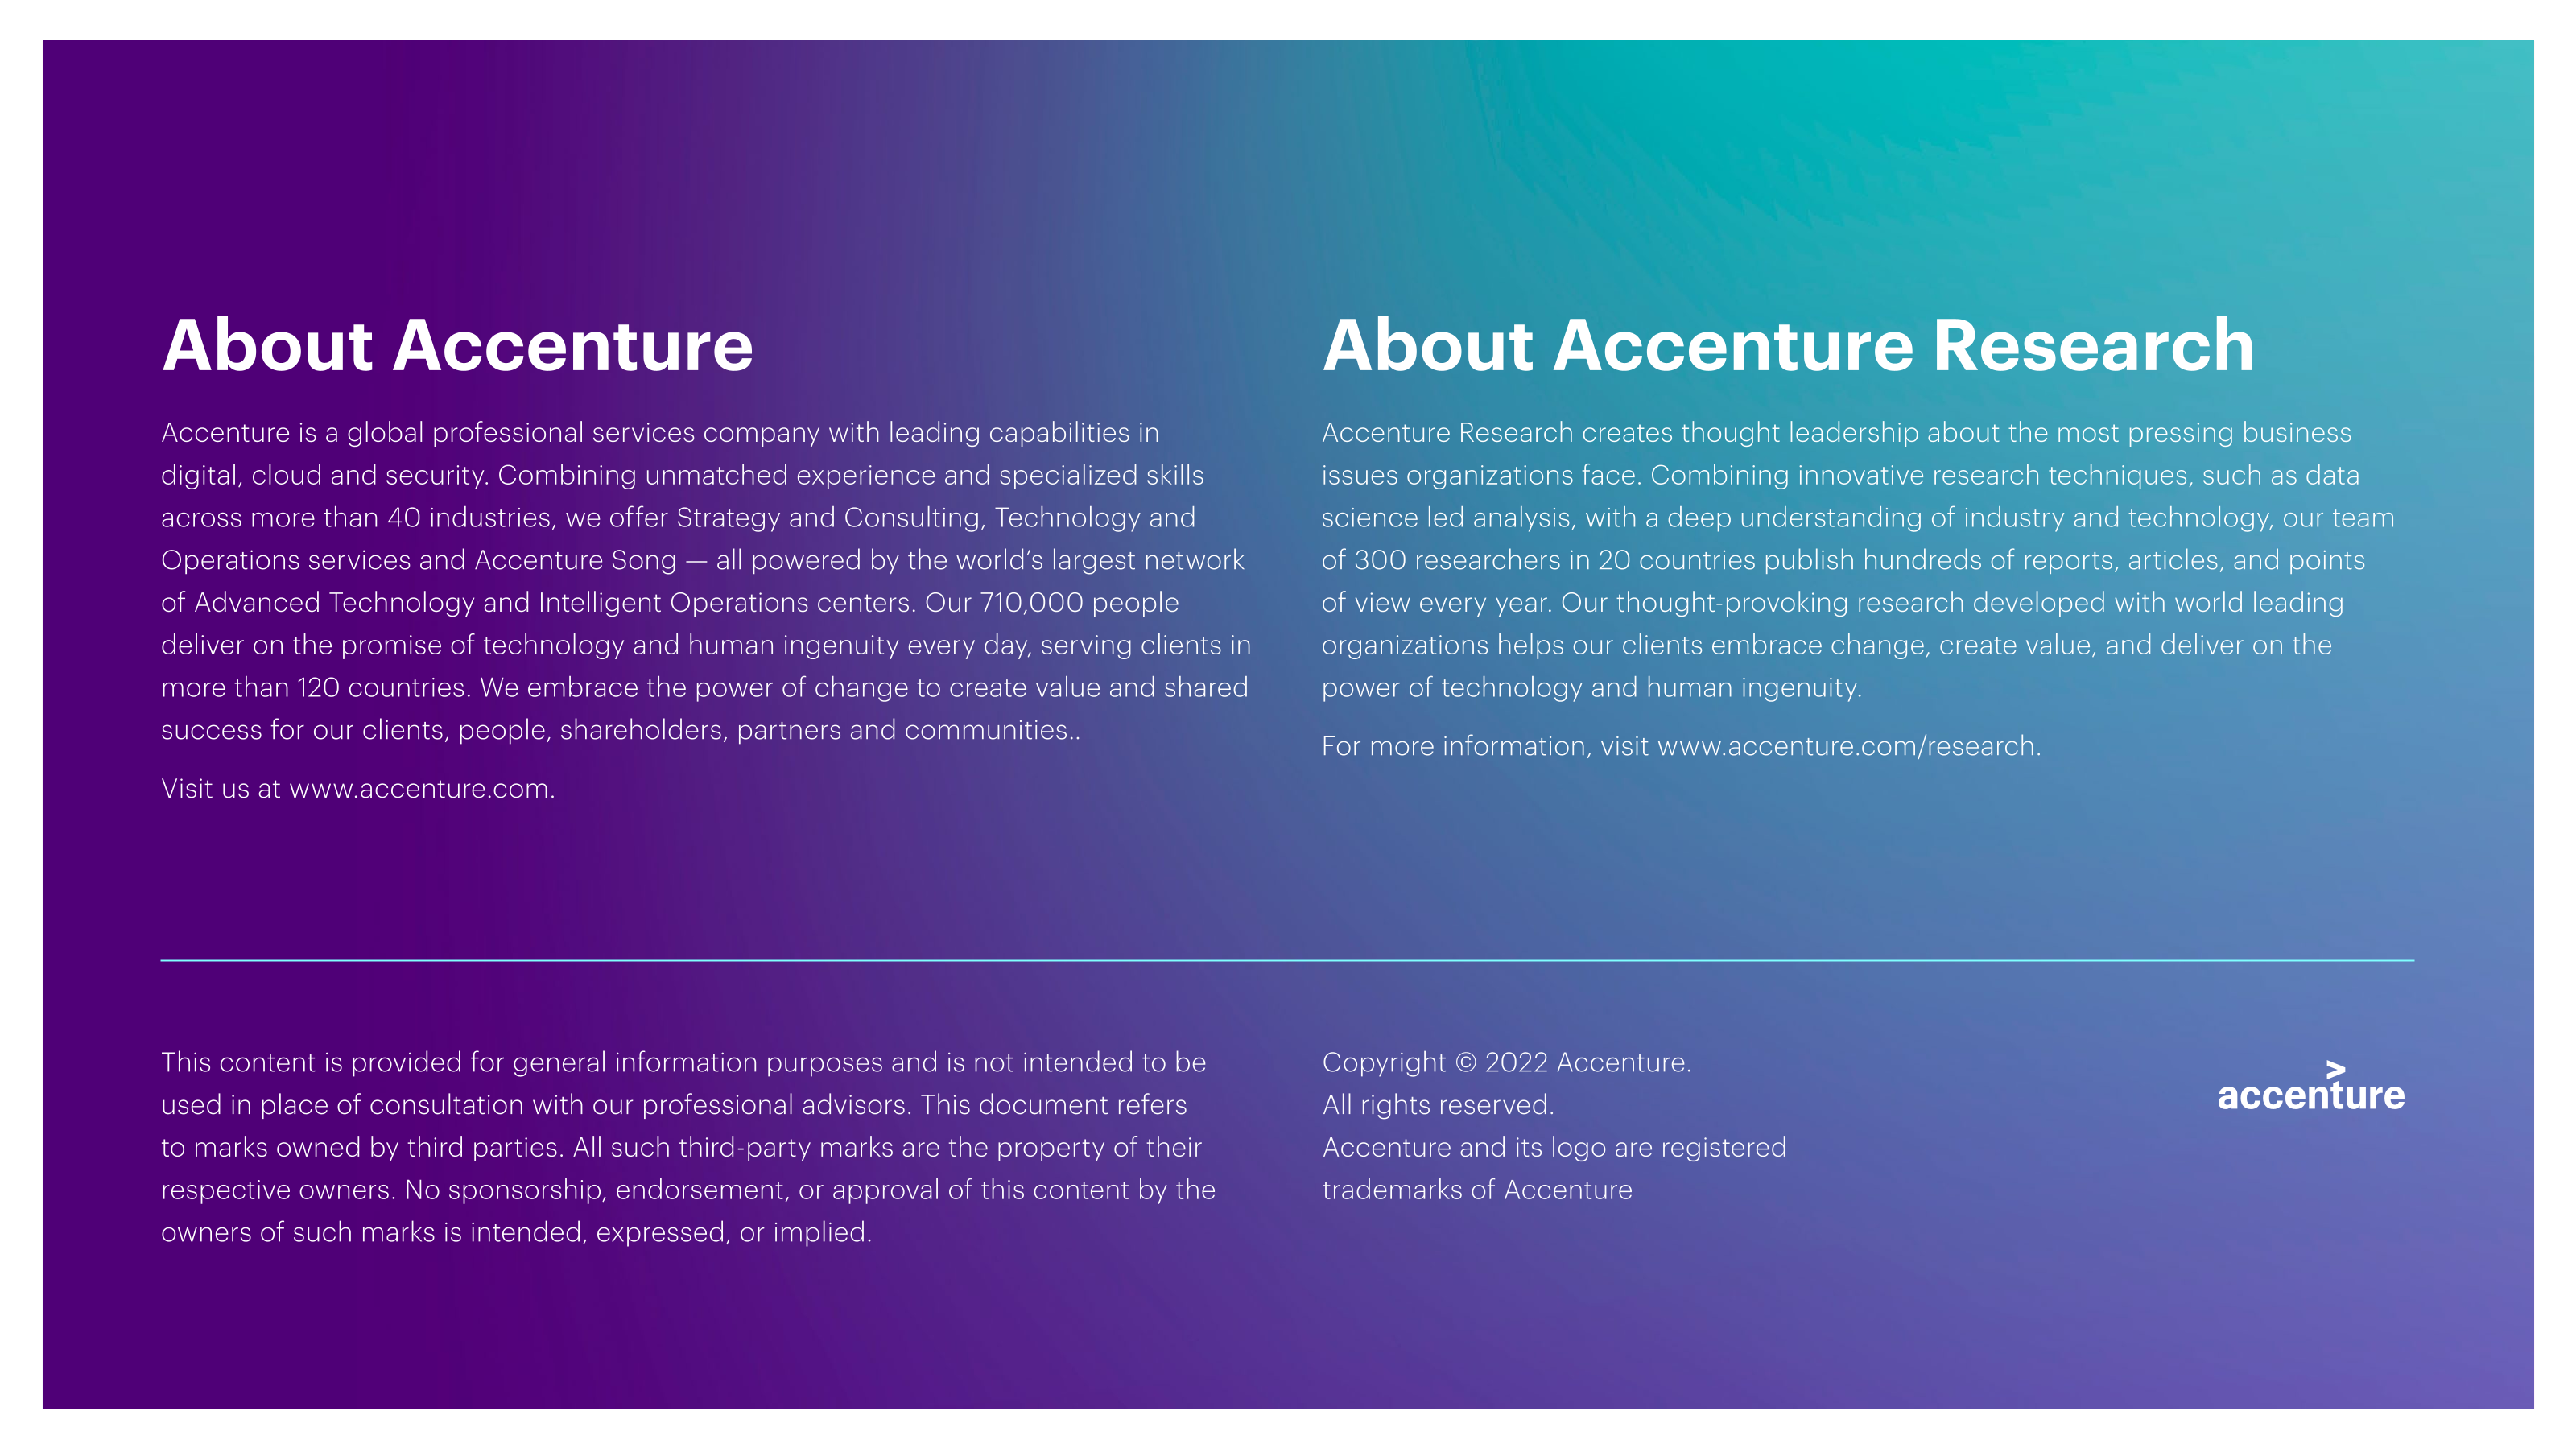 About Accenture
Accenture is a global professional services company with leading capabilities in
digital, cloud and security. Combining unmatched experience and specialized skills
across more than 40 industries, we offer Strategy and Consulting, Technology and
Operations services and Accenture Song — all powered by the world’s largest network
of Advanced Technology and Intelligent Operations centers. Our 710,000 people
deliver on the promise of technology and human ingenuity every day, serving clients in
more than 120 countries. We embrace the power of change to create value and shared
success for our clients, people, shareholders, partners and communities..
Visit us at www.accenture.com.
About Accenture Research
Accenture Research creates thought leadership about the most pressing business
issues organizations face. Combining innovative research techniques, such as data
science led analysis, with a deep understanding of industry and technology, our team
of 300 researchers in 20 countries publish hundreds of reports, articles, and points
of view every year. Our thought-provoking research developed with world leading
organizations helps our clients embrace change, create value, and deliver on the
power of technology and human ingenuity.
For more information, visit www.accenture.com/research.
This content is provided for general information purposes and is not intended to be
used in place of consultation with our professional advisors. This document refers
to marks owned by third parties. All such third-party marks are the property of their
respective owners. No sponsorship, endorsement, or approval of this content by the
owners of such marks is intended, expressed, or implied.
Copyright © 2022 Accenture.
All rights reserved.
Accenture and its logo are registered
trademarks of Accenture
accenture